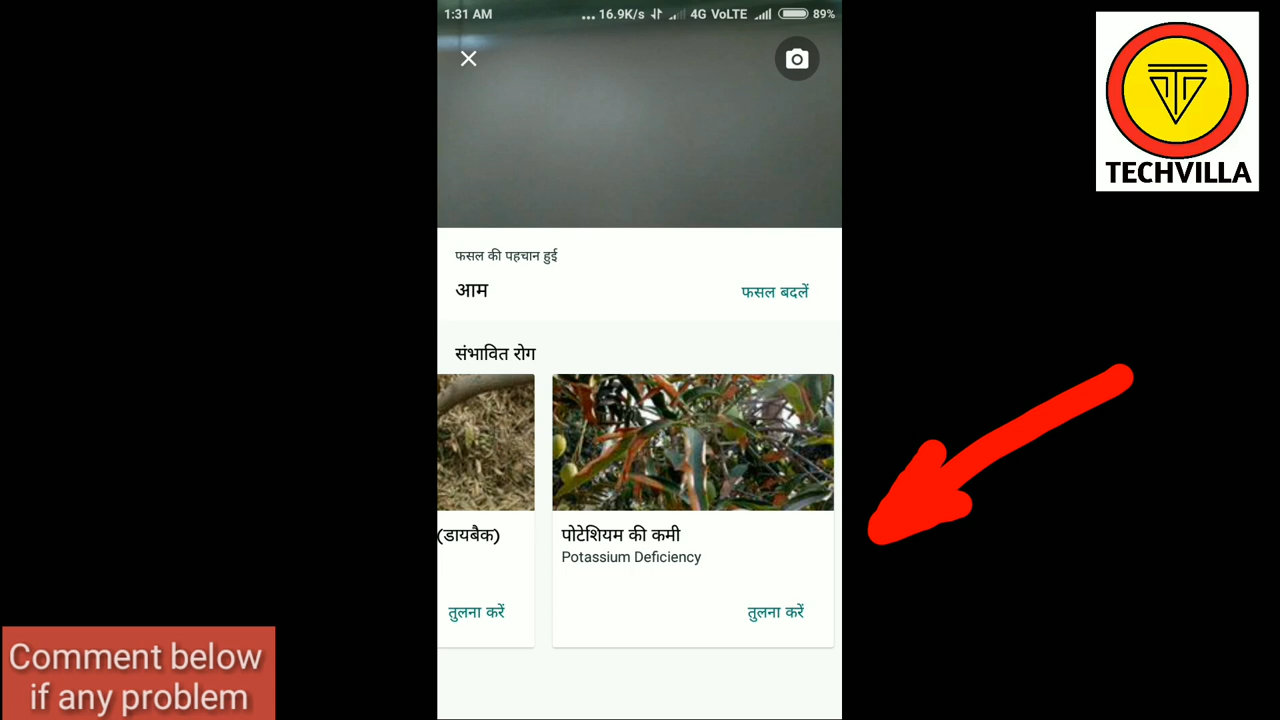 1:31 AM ... 16.9K/s 4G VoLTE 89%
TECHVILLA
फसल की पहचान हुई
आम फसल बदलें
संभावित रोग
(डायबैक) पोटेशियम की कमी
Potassium Deficiency
तुलना करें तुलना करें
Comment below
if any problem